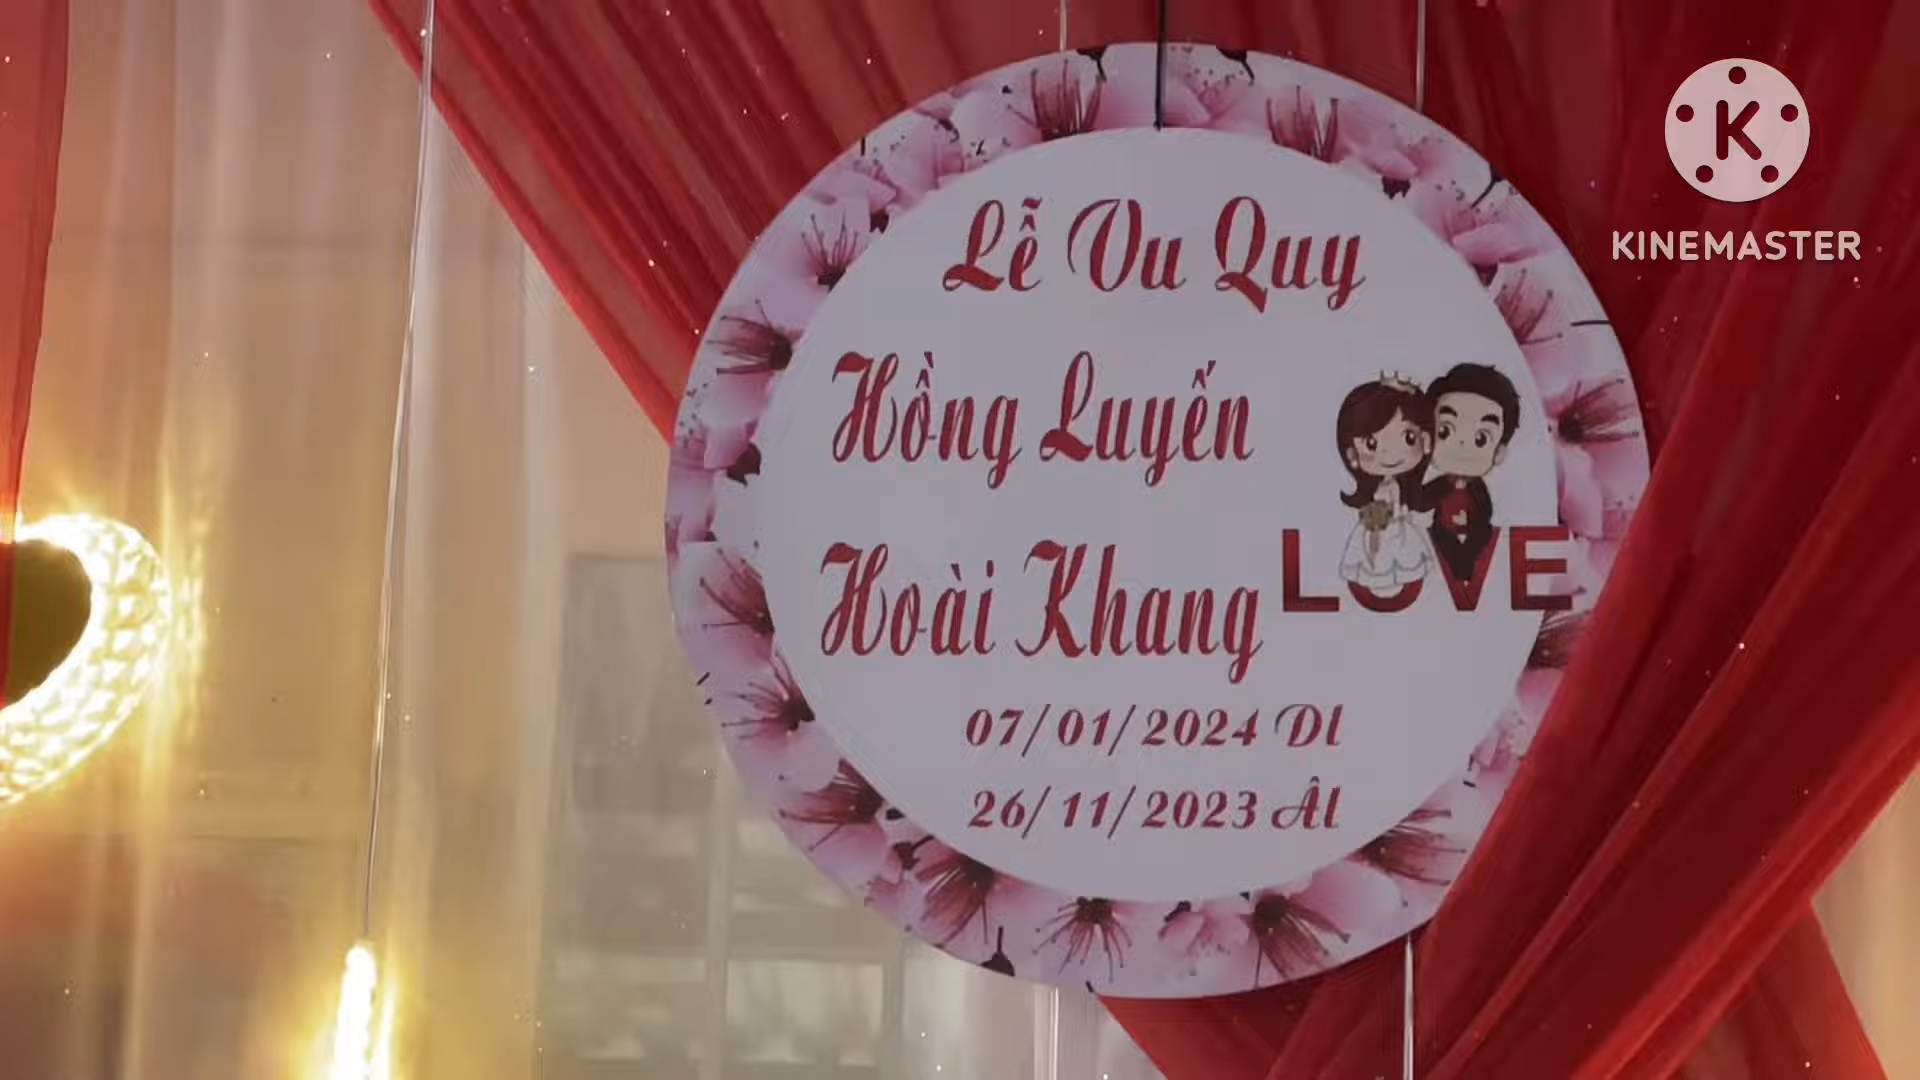 Lễ Vu Quy
Hồng Luyến
Hoài Khang
LOVE
07/01/2024 Dl
26/11/2023 Âl
K
KINEMASTER